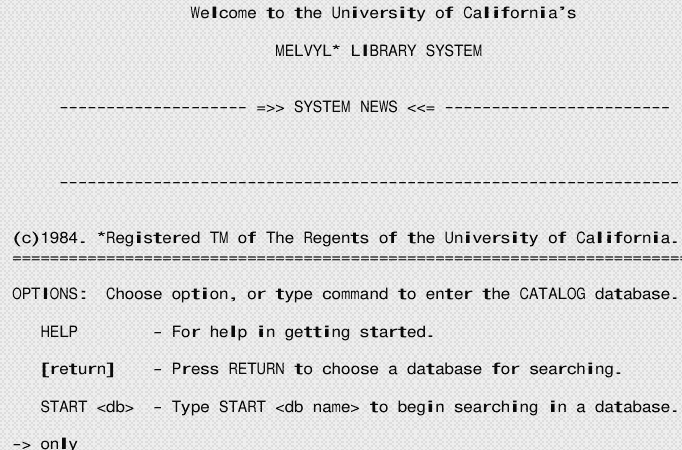 Welcome to the University of California's
MELVYL* LIBRARY SYSTEM
-------------------- =>> SYSTEM NEWS <<= ------------------------
------------------------------------------------------------------
(c)1984. *Registered TM of The Regents of the University of California.
========================================================================
OPTIONS:  Choose option, or type command to enter the CATALOG database.
HELP        - For help in getting started.
[return]    - Press RETURN to choose a database for searching.
START <db>  - Type START <db name> to begin searching in a database.
-> only